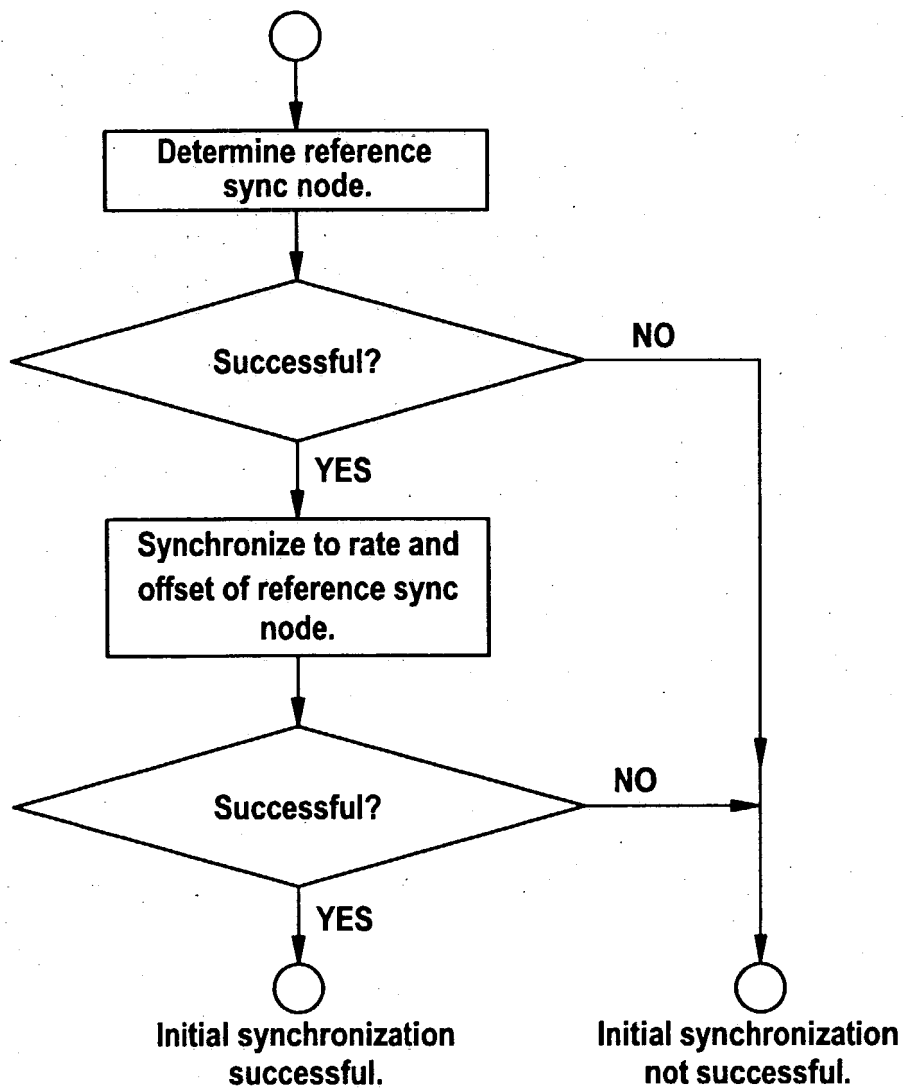 Determine reference
sync node.
Successful?
NO
YES
Synchronize to rate and
offset of reference sync
node.
Successful?
NO
YES
Initial synchronization
successful.
Initial synchronization
not successful.